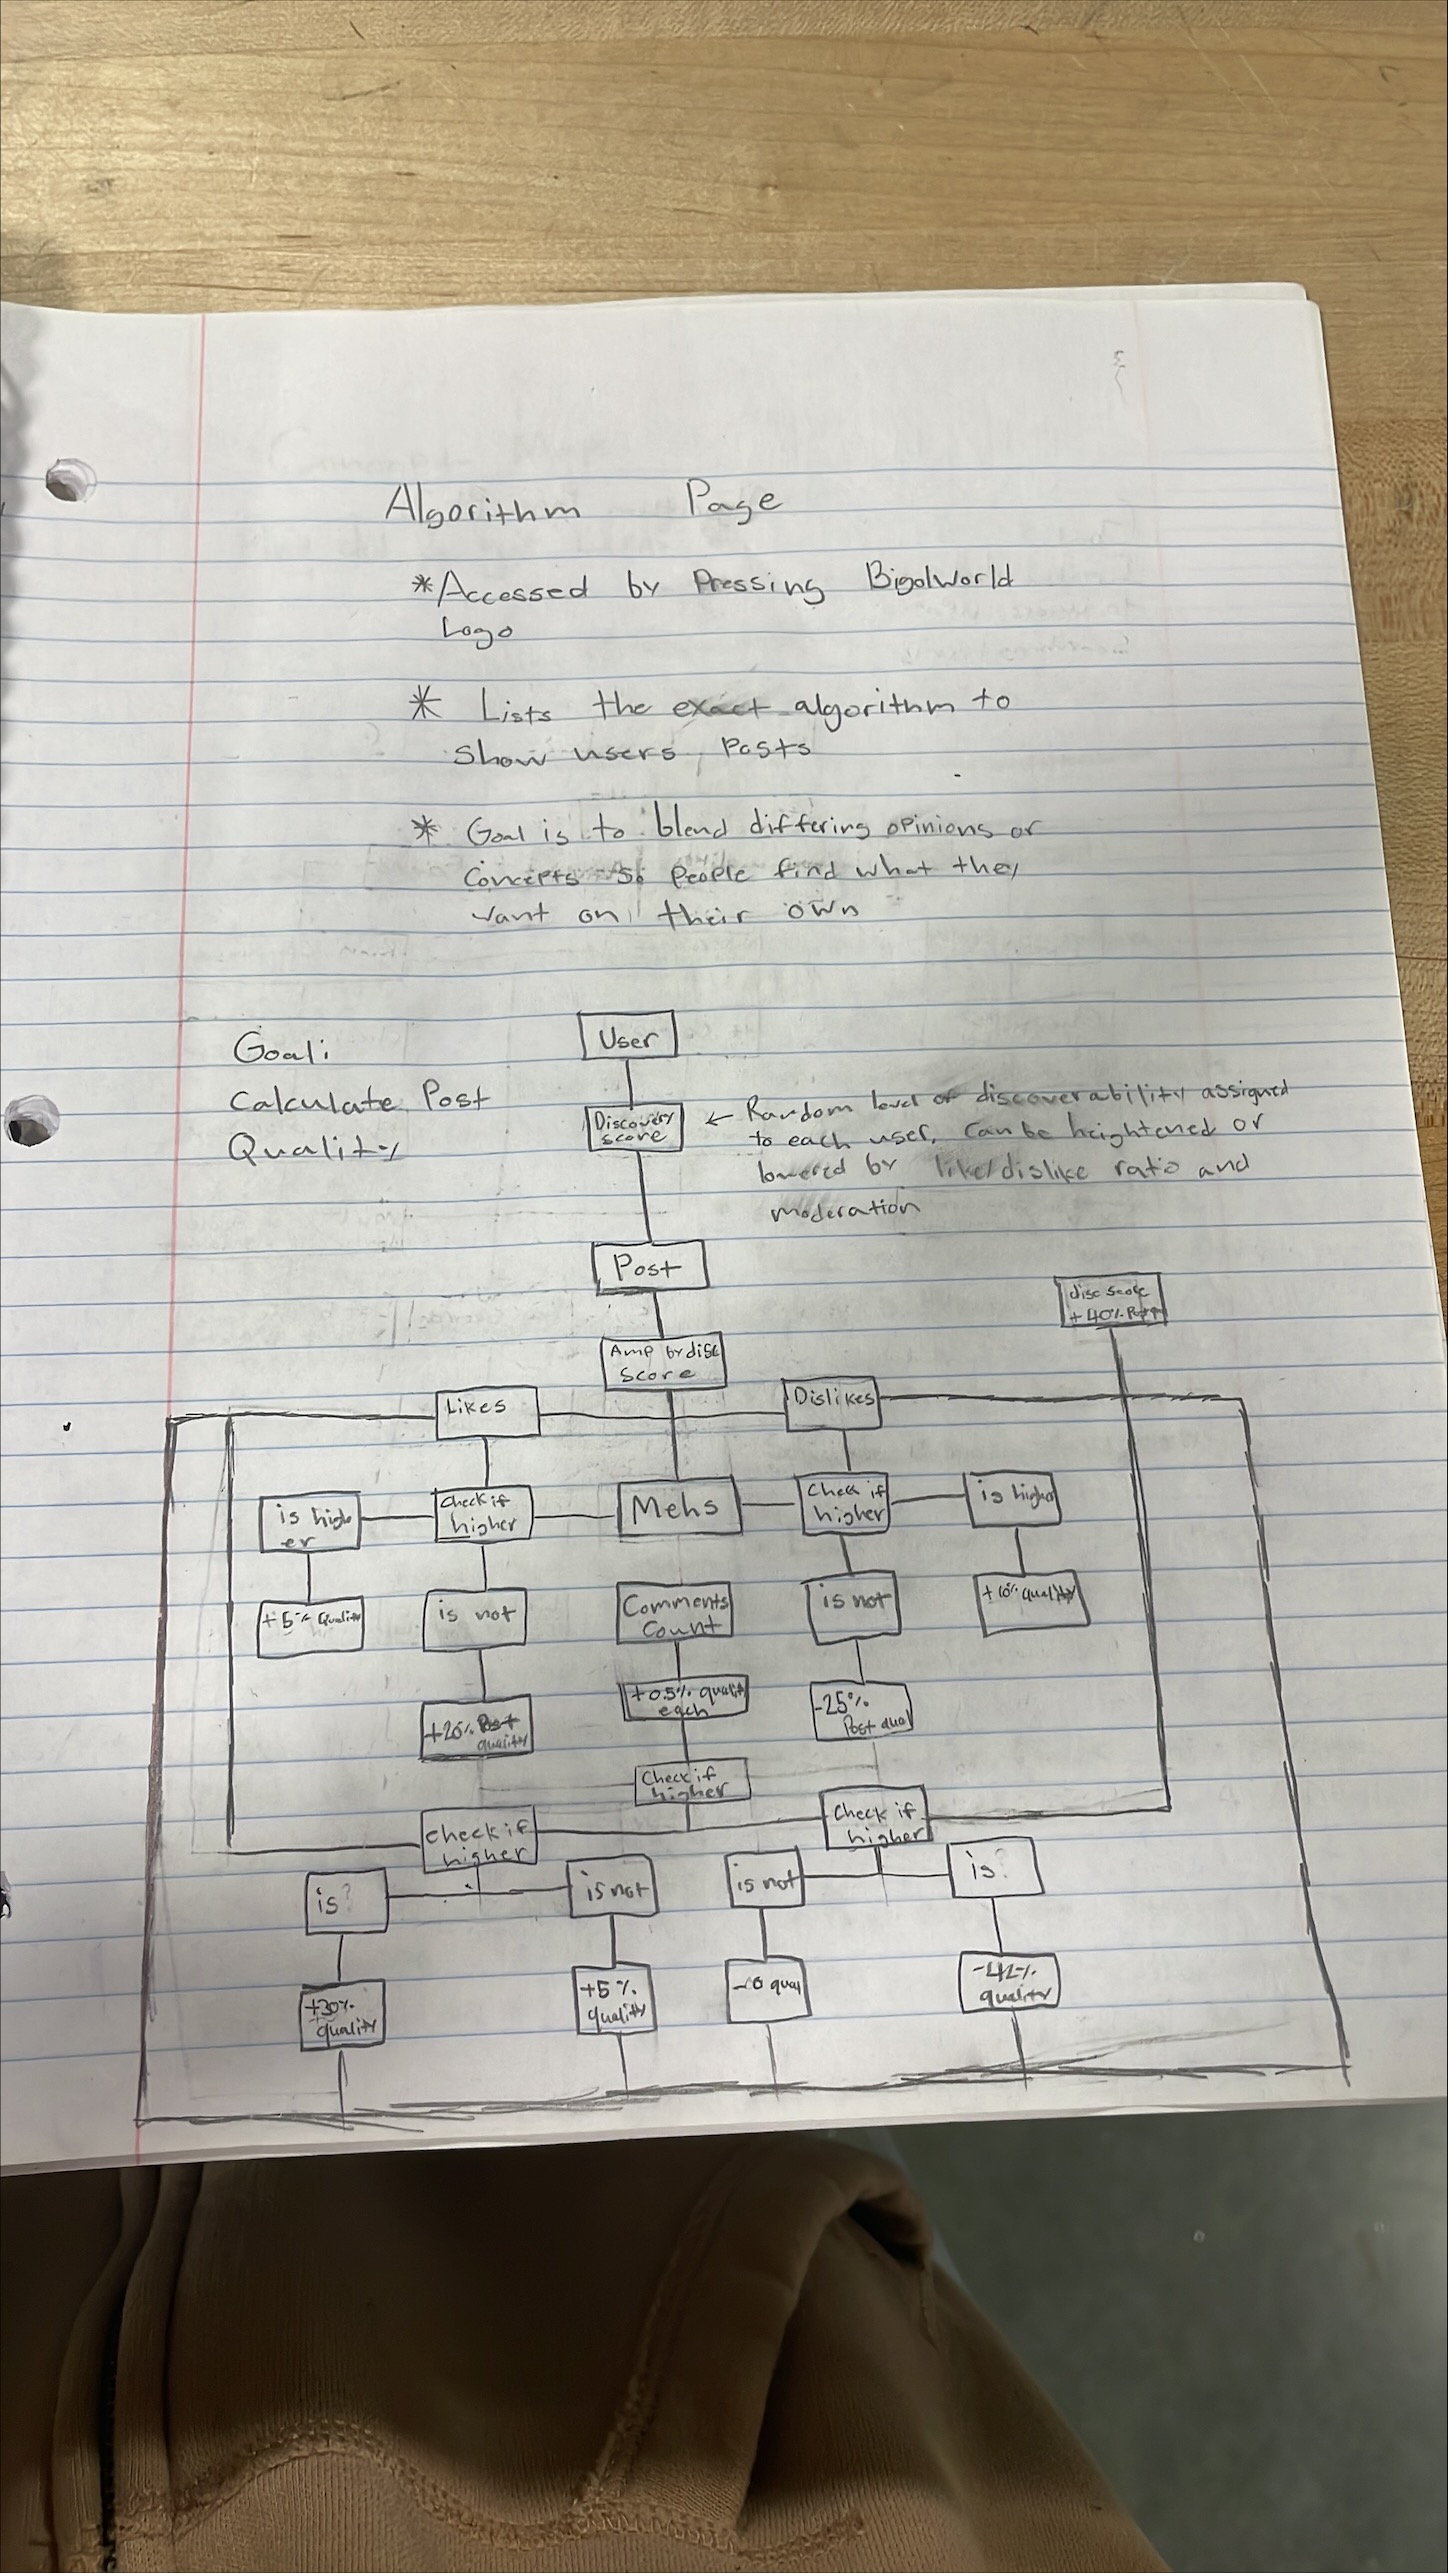 Algorithm Page
*Accessed by Pressing Bigolworld
Logo
* Lists the exact algorithm to
show users posts
* Goal is to blend differing opinions or
concepts so people find what they
want on their own
Goal:
Calculate Post
Quality
User
Discovery
score
← Random level of discoverability assigned
to each user, can be heightened or
lowered by like/dislike ratio and
moderation
Post
disc score
+40%
Amp by disc
score
Likes
Dislikes
is high
er
check if
higher
Mehs
Check if
higher
is higher
+5% Quality
is not
Comments
Count
is not
+10% quality
+20% Post
quality
+0.5% quality
each
-25%
Post qual
Check if
higher
check if
higher
Check if
higher
is?
is not
is not
is?
+30%
quality
+5%
quality
qual
-42%
quality